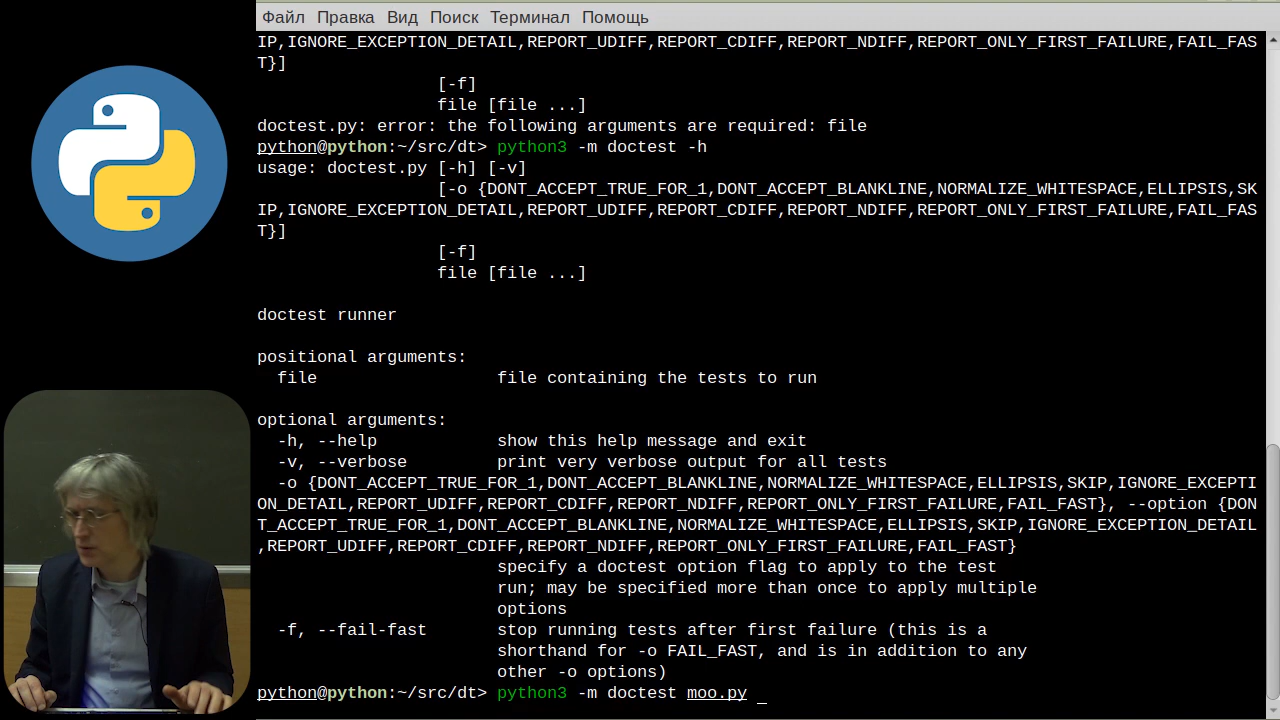 Файл Правка Вид Поиск Терминал Помощь
IP,IGNORE_EXCEPTION_DETAIL,REPORT_UDIFF,REPORT_CDIFF,REPORT_NDIFF,REPORT_ONLY_FIRST_FAILURE,FAIL_FAS
T}]
[-f]
file [file ...]
doctest.py: error: the following arguments are required: file
python@python:~/src/dt> python3 -m doctest -h
usage: doctest.py [-h] [-v]
[-o {DONT_ACCEPT_TRUE_FOR_1,DONT_ACCEPT_BLANKLINE,NORMALIZE_WHITESPACE,ELLIPSIS,SK
IP,IGNORE_EXCEPTION_DETAIL,REPORT_UDIFF,REPORT_CDIFF,REPORT_NDIFF,REPORT_ONLY_FIRST_FAILURE,FAIL_FAS
T}]
[-f]
file [file ...]
doctest runner
positional arguments:
file file containing the tests to run
optional arguments:
-h, --help show this help message and exit
-v, --verbose print very verbose output for all tests
-o {DONT_ACCEPT_TRUE_FOR_1,DONT_ACCEPT_BLANKLINE,NORMALIZE_WHITESPACE,ELLIPSIS,SKIP,IGNORE_EXCEPTI
ON_DETAIL,REPORT_UDIFF,REPORT_CDIFF,REPORT_NDIFF,REPORT_ONLY_FIRST_FAILURE,FAIL_FAST}, --option {DON
T_ACCEPT_TRUE_FOR_1,DONT_ACCEPT_BLANKLINE,NORMALIZE_WHITESPACE,ELLIPSIS,SKIP,IGNORE_EXCEPTION_DETAIL
,REPORT_UDIFF,REPORT_CDIFF,REPORT_NDIFF,REPORT_ONLY_FIRST_FAILURE,FAIL_FAST}
specify a doctest option flag to apply to the test
run; may be specified more than once to apply multiple
options
-f, --fail-fast stop running tests after first failure (this is a
shorthand for -o FAIL_FAST, and is in addition to any
other -o options)
python@python:~/src/dt> python3 -m doctest moo.py _